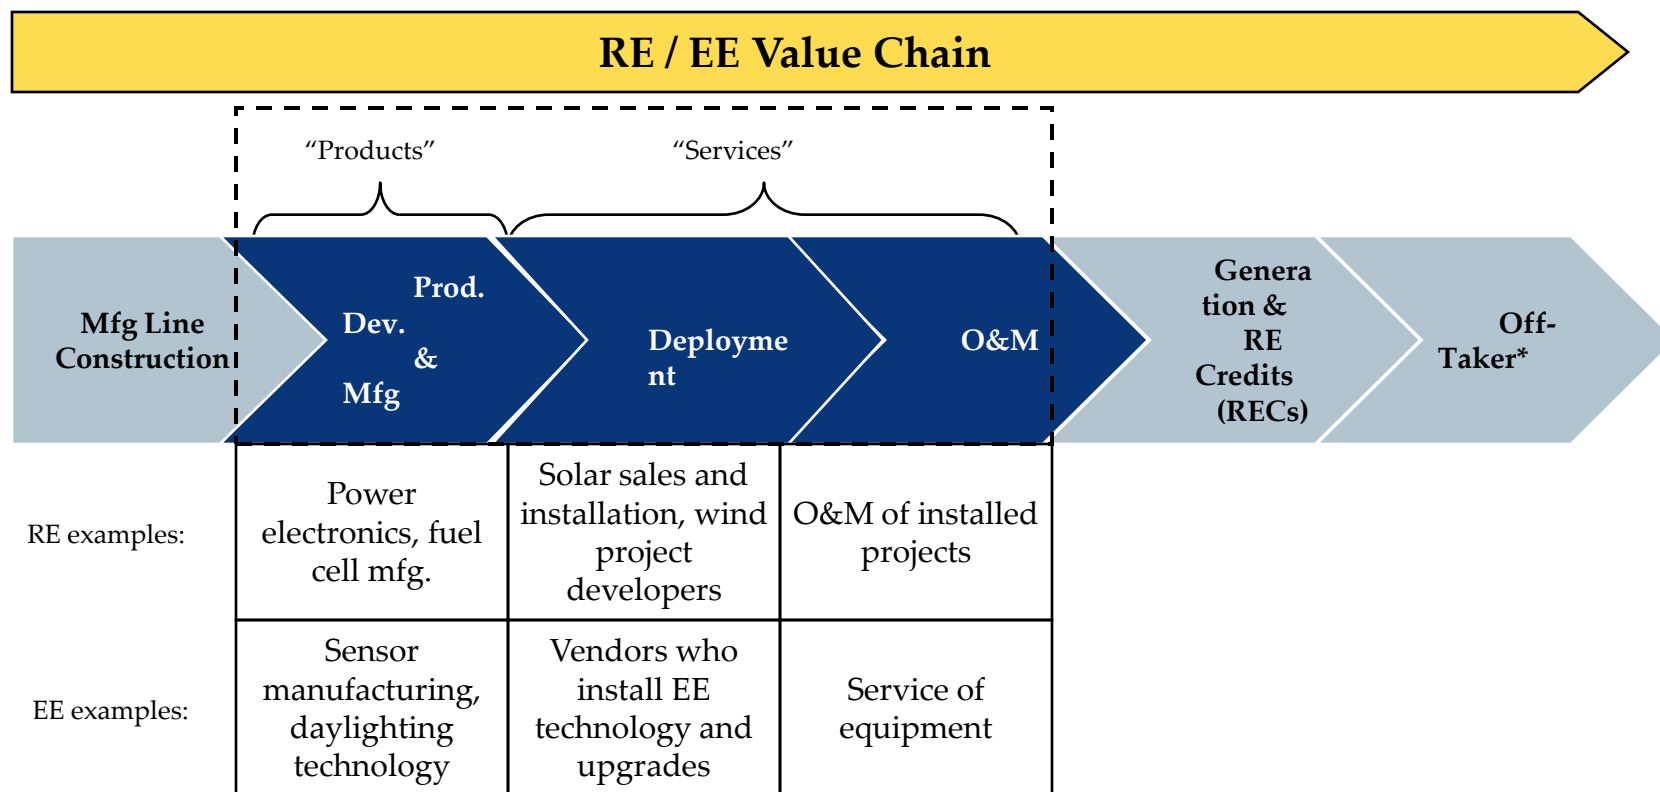 RE / EE Value Chain
“Products”
“Services”
Mfg Line
Construction
Prod.
Dev.
&
Mfg
Deployme
nt
O&M
Genera
tion &
RE
Credits
(RECs)
Off-
Taker*
RE examples:
Power
electronics, fuel
cell mfg.
Solar sales and
installation, wind
project
developers
O&M of installed
projects
EE examples:
Sensor
manufacturing,
daylighting
technology
Vendors who
install EE
technology and
upgrades
Service of
equipment